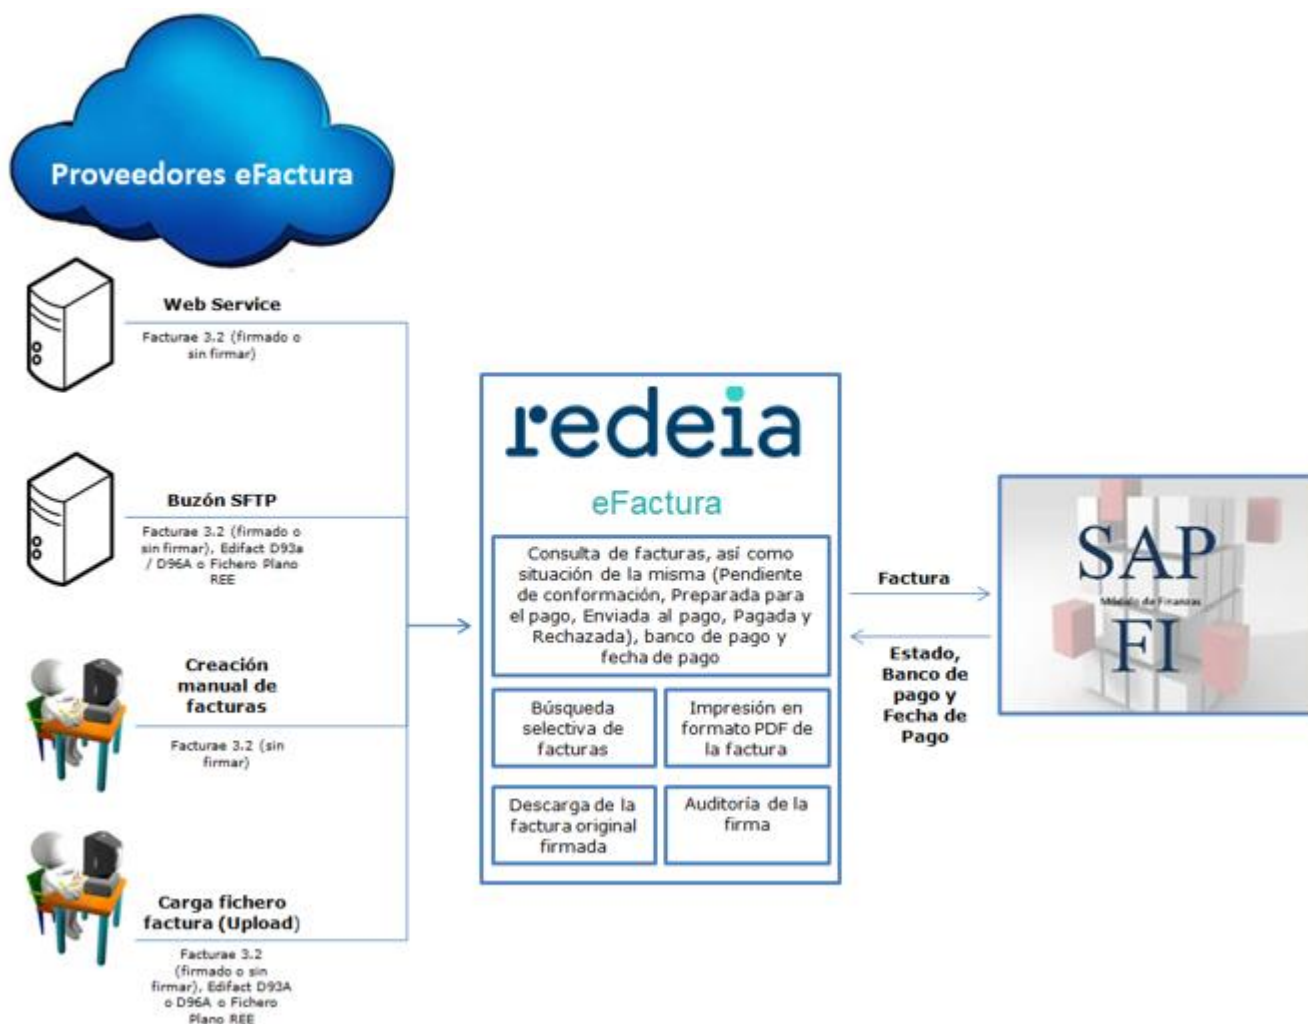 Proveedores eFactura
Web Service
Facturae 3.2 (firmado o
sin firmar)
Buzón SFTP
Facturae 3.2 (firmado o
sin firmar), Edifact D93a
/ D96A o Fichero Plano
REE
Creación
manual de
facturas
Facturae 3.2 (sin
firmar)
Carga fichero
factura (Upload)
Facturae 3.2
(firmado o sin
firmar), Edifact D93A
o D96A o Fichero
Plano REE
redeia
eFactura
Consulta de facturas, así como
situación de la misma (Pendiente
de conformación, Preparada para
el pago, Enviada al pago, Pagada y
Rechazada), banco de pago y
fecha de pago
Búsqueda
selectiva de
facturas
Impresión en
formato PDF de
la factura
Descarga de la
factura original
firmada
Auditoría de la
firma
Factura
Estado,
Banco de
pago y
Fecha de
Pago
SAP
Módulo de Finanzas
FI